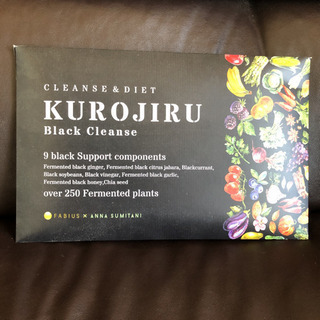 CLEANSE & DIET
KUROJIRU
Black Cleanse
9 black Support components
Fermented black ginger, Fermented black citrus jabara, Blackcurrant,
Black soybeans, Black vinegar, Fermented black garlic,
Fermented black honey,Chia seed
over 250 Fermented plants
FABIUS × ANNA SUMITANI